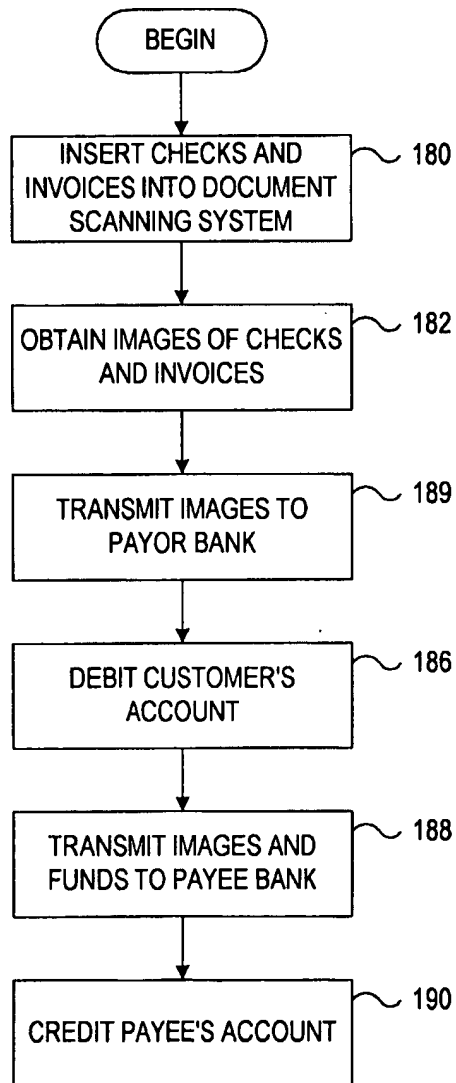 BEGIN
INSERT CHECKS AND
INVOICES INTO DOCUMENT
SCANNING SYSTEM
180
OBTAIN IMAGES OF CHECKS
AND INVOICES
182
TRANSMIT IMAGES TO
PAYOR BANK
189
DEBIT CUSTOMER'S
ACCOUNT
186
TRANSMIT IMAGES AND
FUNDS TO PAYEE BANK
188
CREDIT PAYEE'S ACCOUNT
190